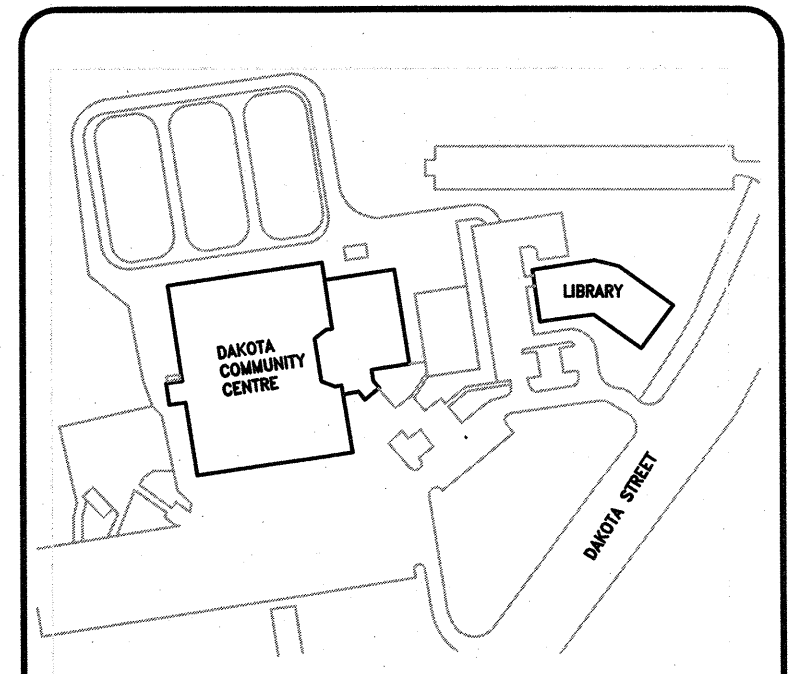 LIBRARY
DAKOTA
COMMUNITY
CENTRE
DAKOTA STREET